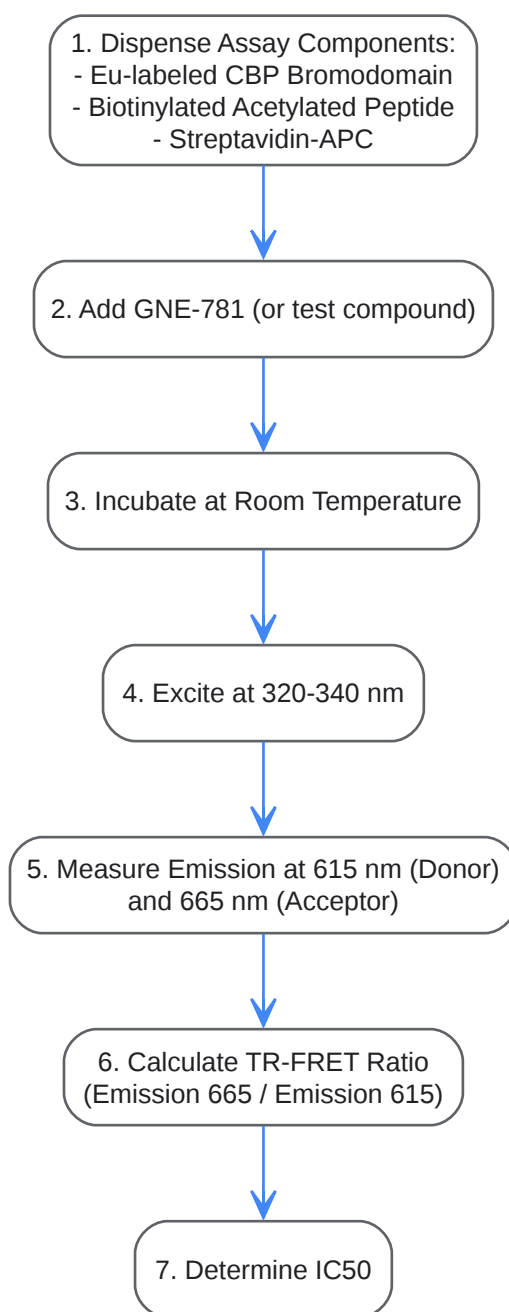 1. Dispense Assay Components:
- Eu-labeled CBP Bromodomain
- Biotinylated Acetylated Peptide
- Streptavidin-APC
2. Add GNE-781 (or test compound)
3. Incubate at Room Temperature
4. Excite at 320-340 nm
5. Measure Emission at 615 nm (Donor)
and 665 nm (Acceptor)
6. Calculate TR-FRET Ratio
(Emission 665 / Emission 615)
7. Determine IC50